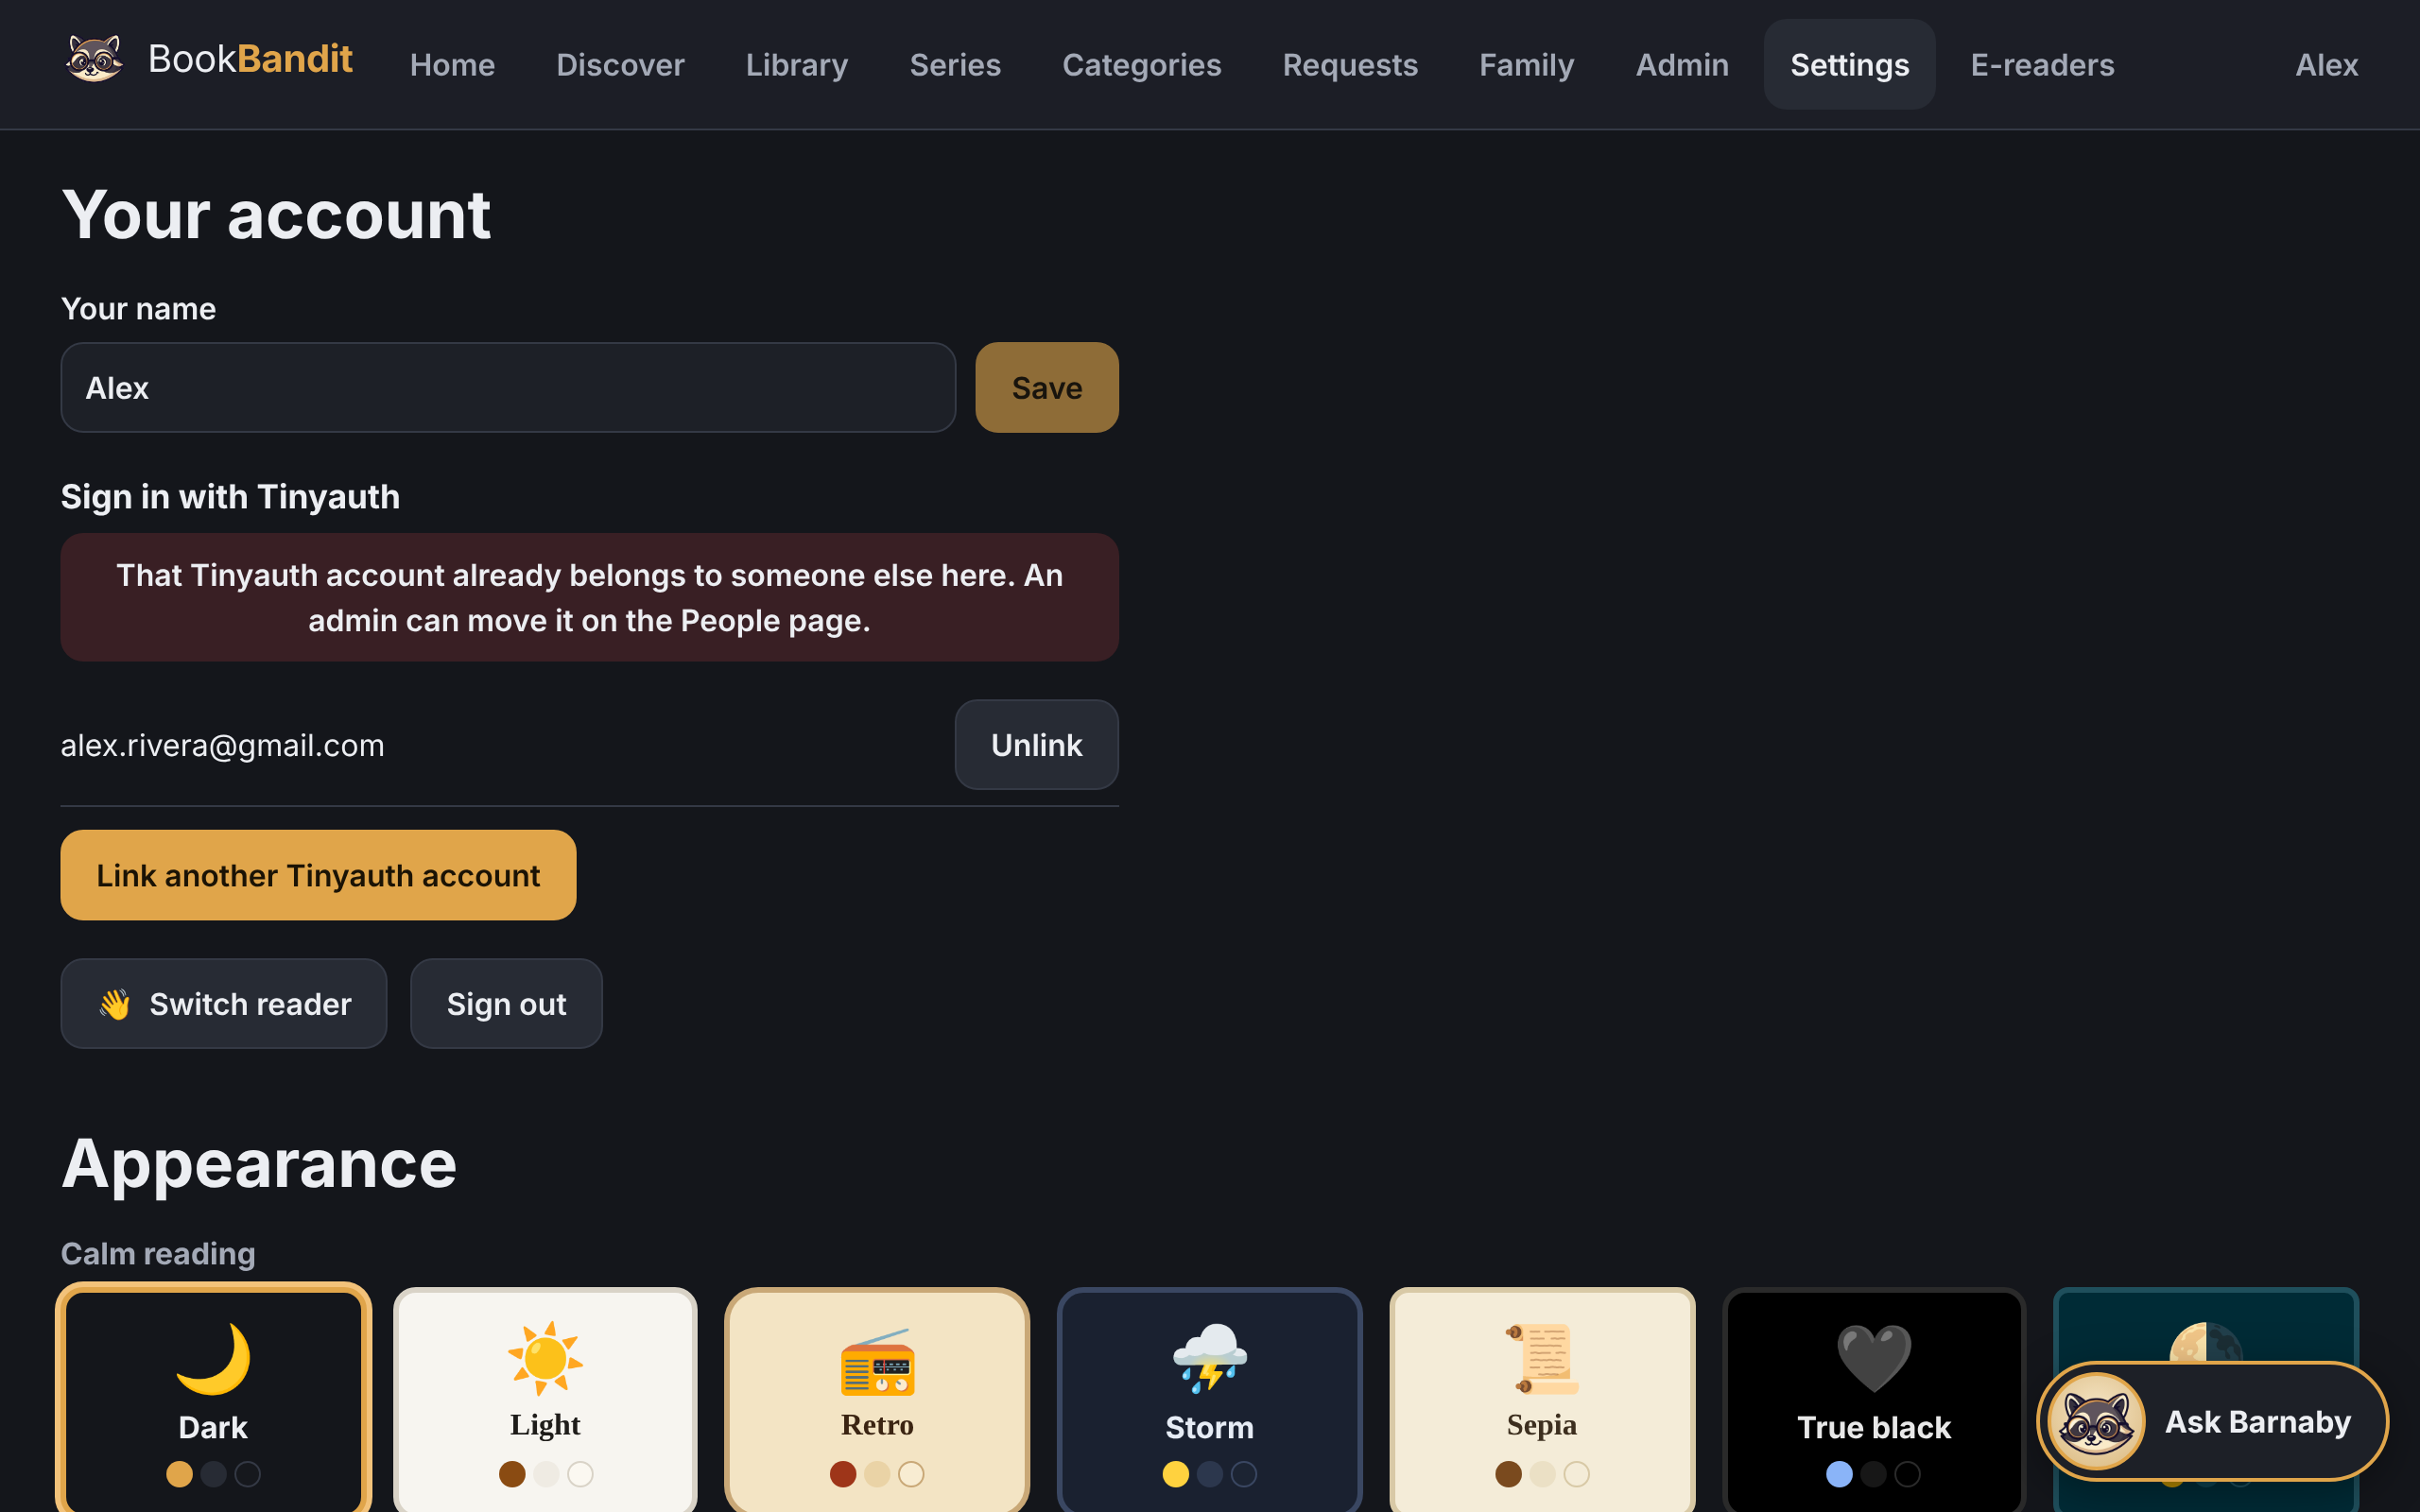 BookBandit
Home
Discover
Library
Series
Categories
Requests
Family
Admin
Settings
E-readers
Alex
Your account
Your name
Alex
Save
Sign in with Tinyauth
That Tinyauth account already belongs to someone else here. An
admin can move it on the People page.
alex.rivera@gmail.com
Unlink
Link another Tinyauth account
Switch reader
Sign out
Appearance
Calm reading
Dark
Light
Retro
Storm
Sepia
True black
Ask Barnaby